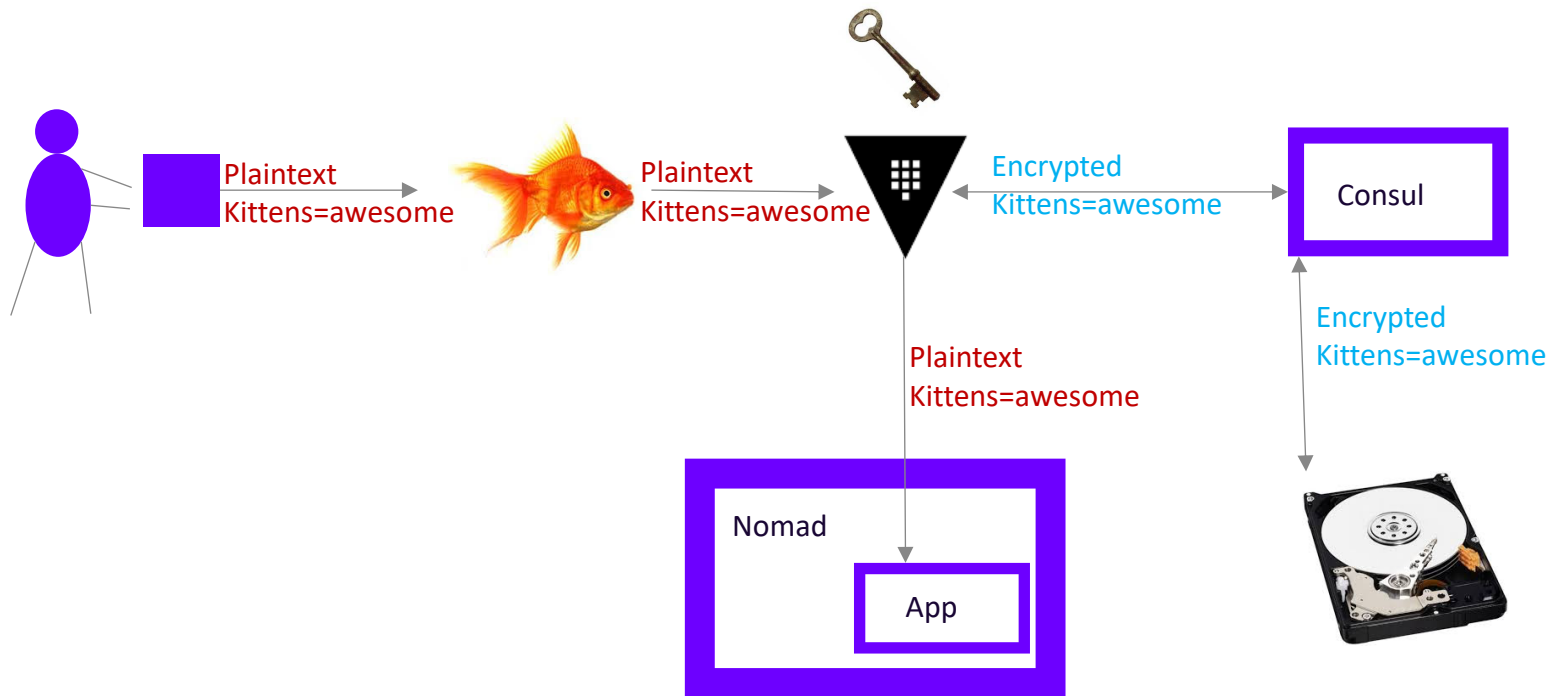 Plaintext
Kittens=awesome
Plaintext
Kittens=awesome
Encrypted
Kittens=awesome
Consul
Encrypted
Kittens=awesome
Plaintext
Kittens=awesome
Nomad
App